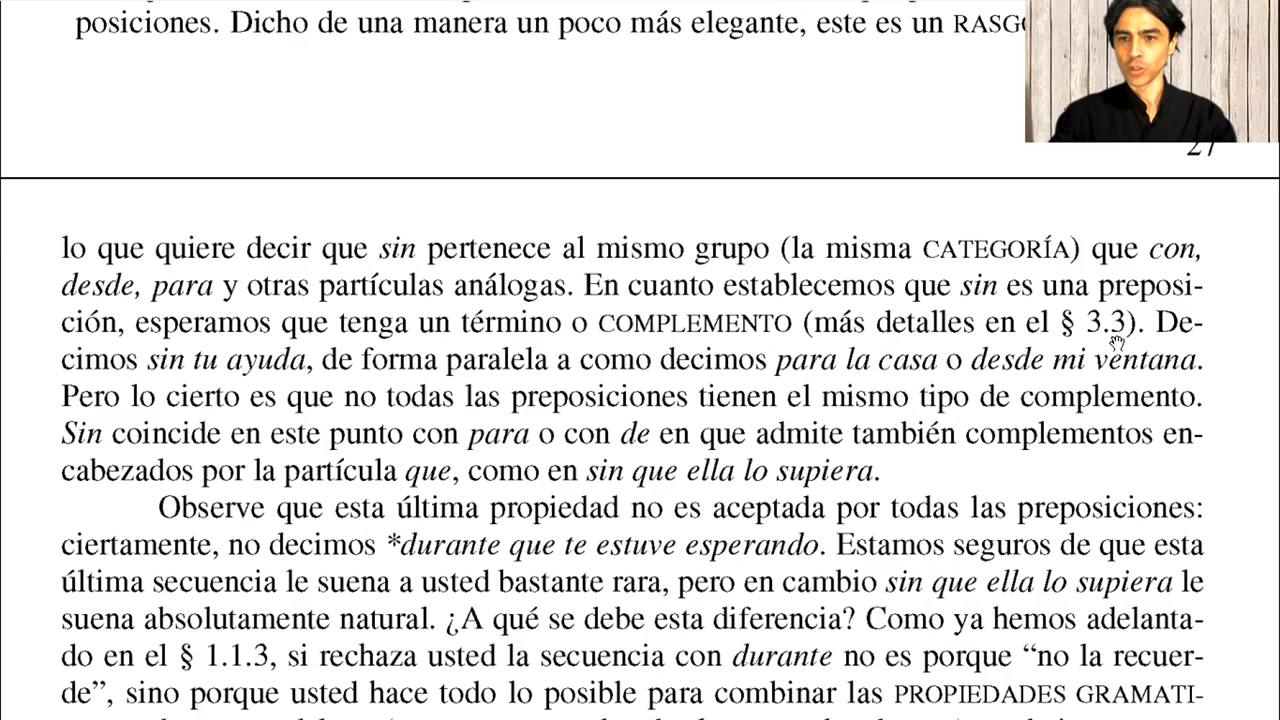 posiciones. Dicho de una manera un poco más elegante, este es un
27
lo que quiere decir que sin pertenece al mismo grupo (la misma CATEGORÍA) que con,
desde, para y otras partículas análogas. En cuanto establecemos que sin es una preposi-
ción, esperamos que tenga un término o COMPLEMENTO (más detalles en el § 3.3). De-
cimos sin tu ayuda, de forma paralela a como decimos para la casa o desde mi ventana.
Pero lo cierto es que no todas las preposiciones tienen el mismo tipo de complemento.
Sin coincide en este punto con para o con de en que admite también complementos en-
cabezados por la partícula que, como en sin que ella lo supiera.
Observe que esta última propiedad no es aceptada por todas las preposiciones:
ciertamente, no decimos *durante que te estuve esperando. Estamos seguros de que esta
última secuencia le suena a usted bastante rara, pero en cambio sin que ella lo supiera le
suena absolutamente natural. ¿A qué se debe esta diferencia? Como ya hemos adelanta-
do en el § 1.1.3, si rechaza usted la secuencia con durante no es porque “no la recuer-
de”, sino porque usted hace todo lo posible para combinar las PROPIEDADES GRAMATI-